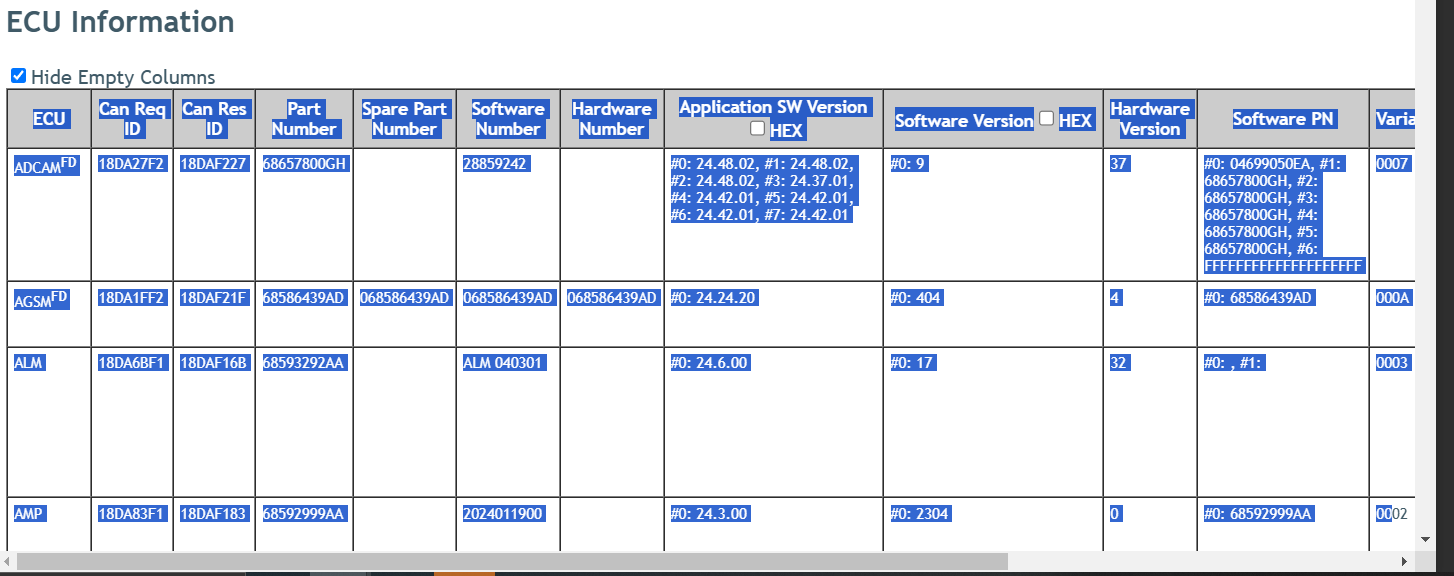 ECU Information
Hide Empty Columns
ECU
Can Req
ID
Can Res
ID
Part
Number
Spare Part
Number
Software
Number
Hardware
Number
Application SW Version
HEX
Software Version HEX
Hardware
Version
Software PN
Varia
ADCAMFD
18DA27F2
18DAF227
68657800GH
28859242
#0: 24.48.02, #1: 24.48.02,
#2: 24.48.02, #3: 24.37.01,
#4: 24.42.01, #5: 24.42.01,
#6: 24.42.01, #7: 24.42.01
#0: 9
37
#0: 04699050EA, #1:
68657800GH, #2:
68657800GH, #3:
68657800GH, #4:
68657800GH, #5:
68657800GH, #6:
FFFFFFFFFFFFFFFFFFFF
0007
AGSMFD
18DA1FF2
18DAF21F
68586439AD
068586439AD
068586439AD
068586439AD
#0: 24.24.20
#0: 404
4
#0: 68586439AD
000A
ALM
18DA6BF1
18DAF16B
68593292AA
ALM 040301
#0: 24.6.00
#0: 17
32
#0: , #1:
0003
AMP
18DA83F1
18DAF183
68592999AA
2024011900
#0: 24.3.00
#0: 2304
0
#0: 68592999AA
0002